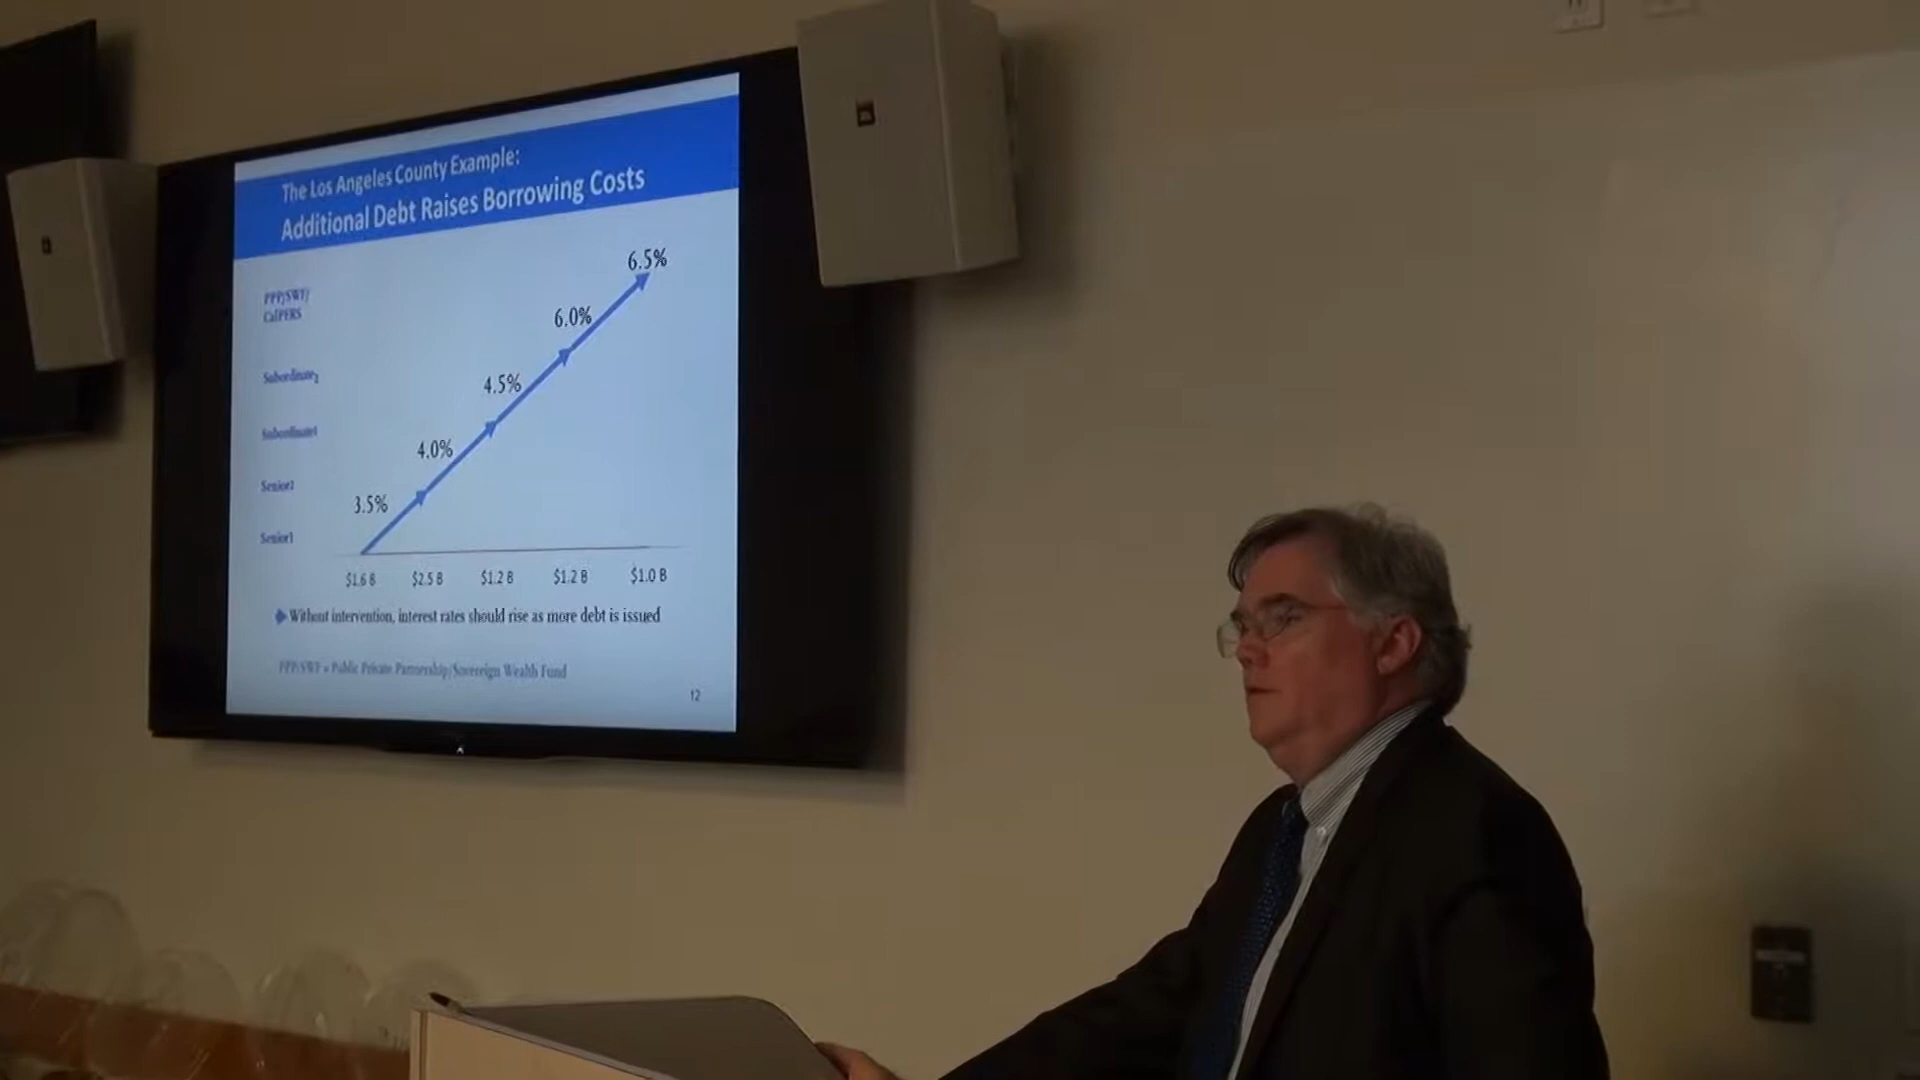 The Los Angeles County Example:
Additional Debt Raises Borrowing Costs
PPP/SWF/
CalPERS
Subordinate2
Subordinate1
Senior2
Senior1
6.5%
6.0%
4.5%
4.0%
3.5%
$1.6 B $2.5 B $1.2 B $1.2 B $1.0 B
Without intervention, interest rates should rise as more debt is issued
PPP/SWF = Public Private Partnership/Sovereign Wealth Fund
12